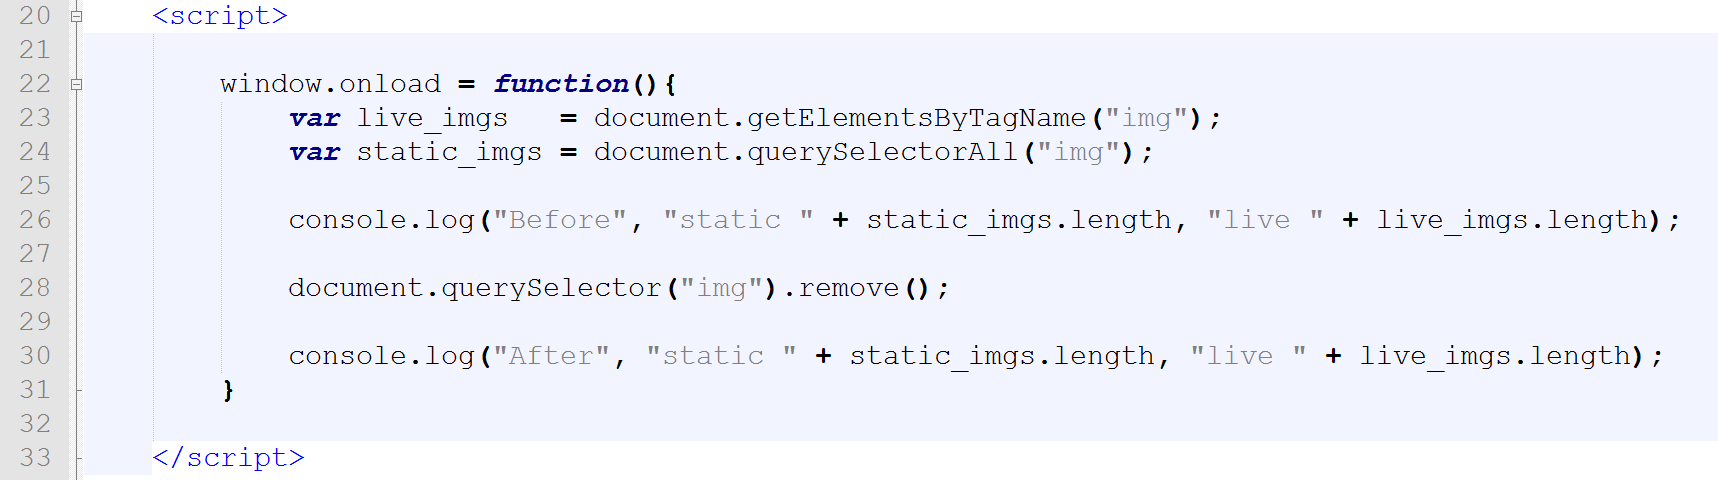 20 <script>
21
22 window.onload = function(){
23 var live_imgs   = document.getElementsByTagName("img");
24 var static_imgs = document.querySelectorAll("img");
25
26 console.log("Before", "static " + static_imgs.length, "live " + live_imgs.length);
27
28 document.querySelector("img").remove();
29
30 console.log("After", "static " + static_imgs.length, "live " + live_imgs.length);
31 }
32
33 </script>